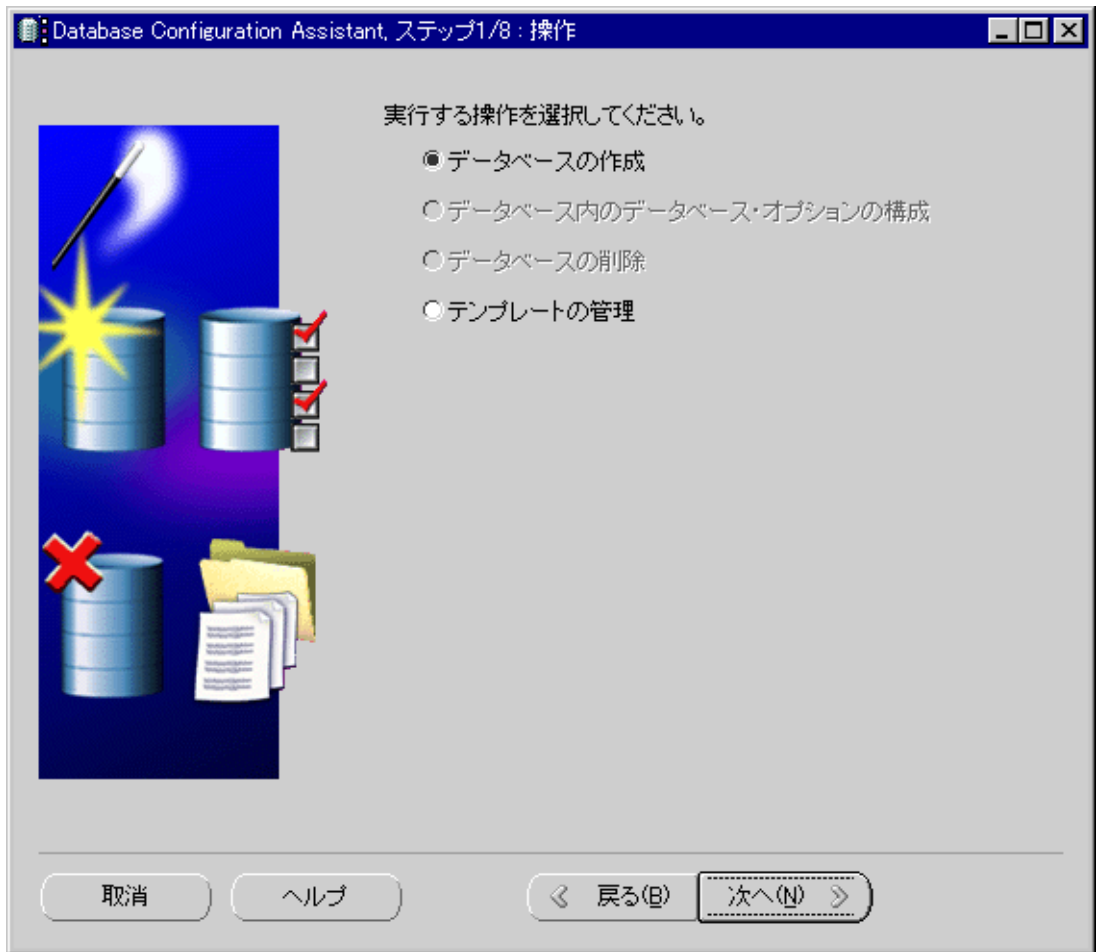 Database Configuration Assistant, ステップ1/8 : 操作
実行する操作を選択してください。
データベースの作成
データベース内のデータベース・オプションの構成
データベースの削除
テンプレートの管理
取消
ヘルプ
戻る(B)
次へ(N)